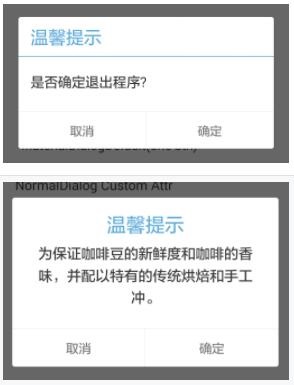 温馨提示
是否确定退出程序?
取消 确定
NormalDialog Custom Attr
温馨提示
为保证咖啡豆的新鲜度和咖啡的香
味，并配以特有的传统烘焙和手工
冲。
取消 确定